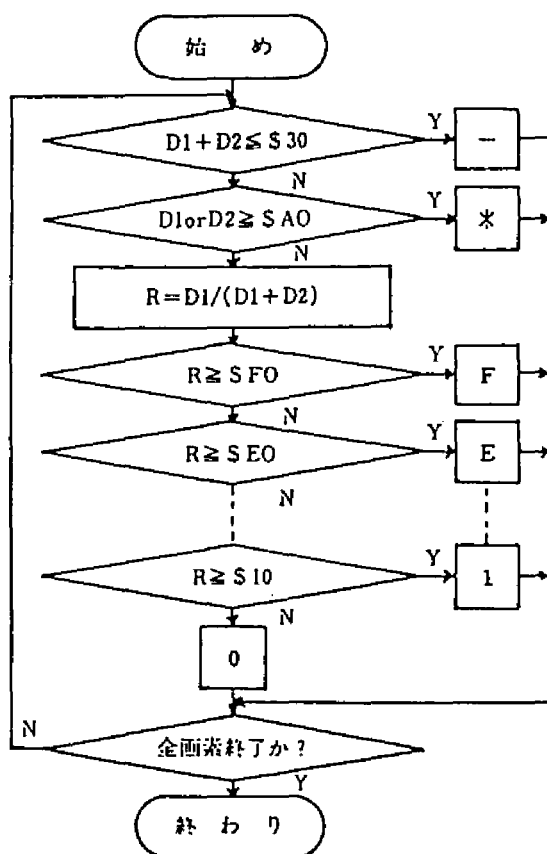 始め
D1+D2≦$30
Y
−
N
D1orD2≧$A0
Y
*
N
R=D1/(D1+D2)
R≧$F0
Y
F
N
R≧$E0
Y
E
N
R≧$10
Y
1
N
0
N
全画素終了か?
Y
終わり